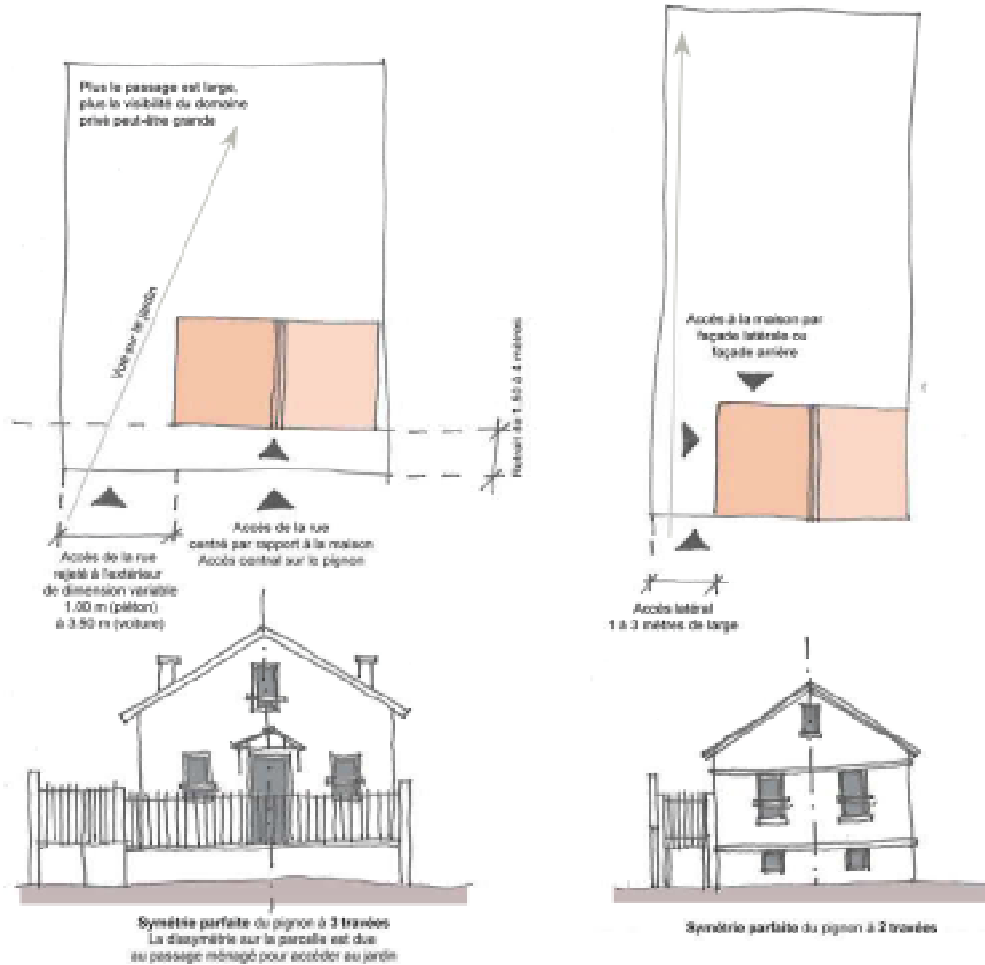 Plus le passage est large,
plus la visibilité du domaine
privé peut-être grande
Vue sur le jardin
Retrait de 1.50 à 4 mètres
Accès de la rue
centré par rapport à la maison
Accès central sur le pignon
Accès de la rue
rejeté à l'extérieur
de dimension variable
1.00 m (piéton)
à 3.50 m (voiture)
Symétrie parfaite du pignon à 3 travées
La dissymétrie sur la parcelle est due
au passage ménagé pour accéder au jardin
Accès à la maison par
façade latérale ou
façade arrière
Accès latéral
1 à 3 mètres de large
Symétrie parfaite du pignon à 2 travées